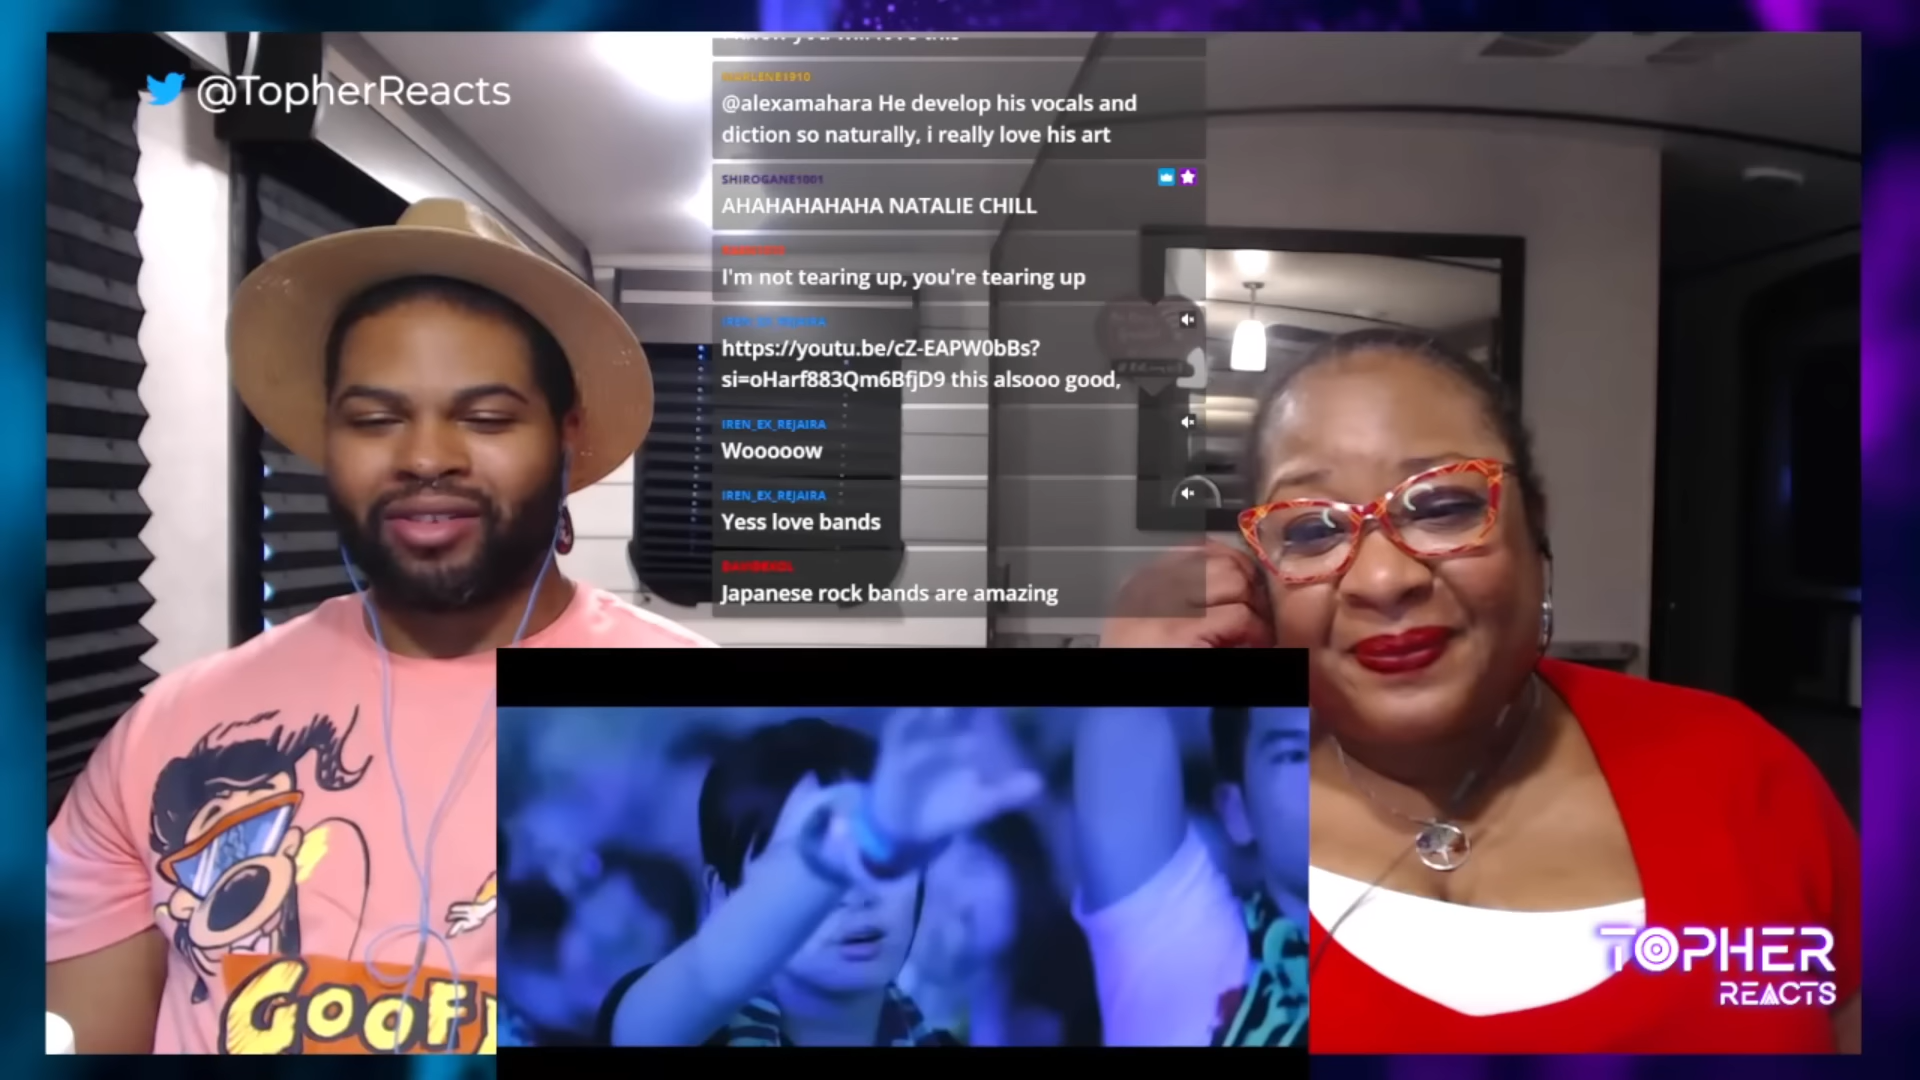 @TopherReacts
@alexamahara He develop his vocals and
diction so naturally, i really love his art
SHIROGANE1001
AHAHAHAHAHA NATALIE CHILL
I'm not tearing up, you're tearing up
IREN_EX_REJAIRA
https://youtu.be/cZ-EAPW0bBs?
si=oHarf883Qm6BfjD9 this alsooo good,
IREN_EX_REJAIRA
Wooooow
IREN_EX_REJAIRA
Yess love bands
Japanese rock bands are amazing
GOOFY
TOPHER
REACTS